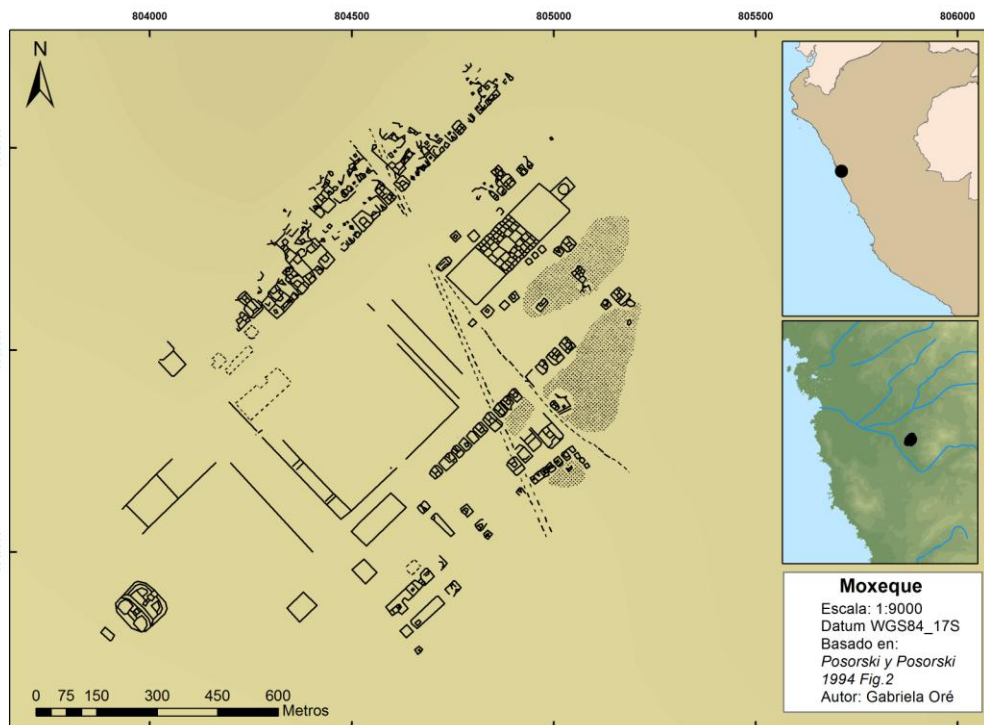 804000 804500 805000 805500 806000
N
0 75 150 300 450 600
Metros
Moxeque
Escala: 1:9000
Datum WGS84_17S
Basado en:
Posorski y Posorski
1994 Fig.2
Autor: Gabriela Oré